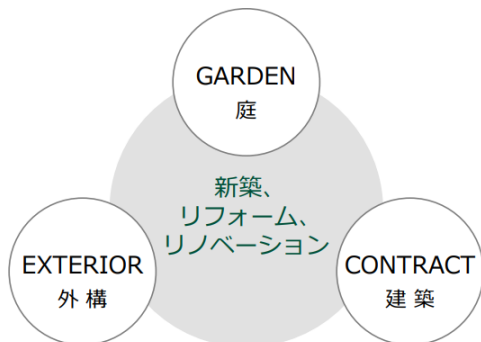 GARDEN
庭
新築、
リフォーム、
リノベーション
EXTERIOR
外構
CONTRACT
建築